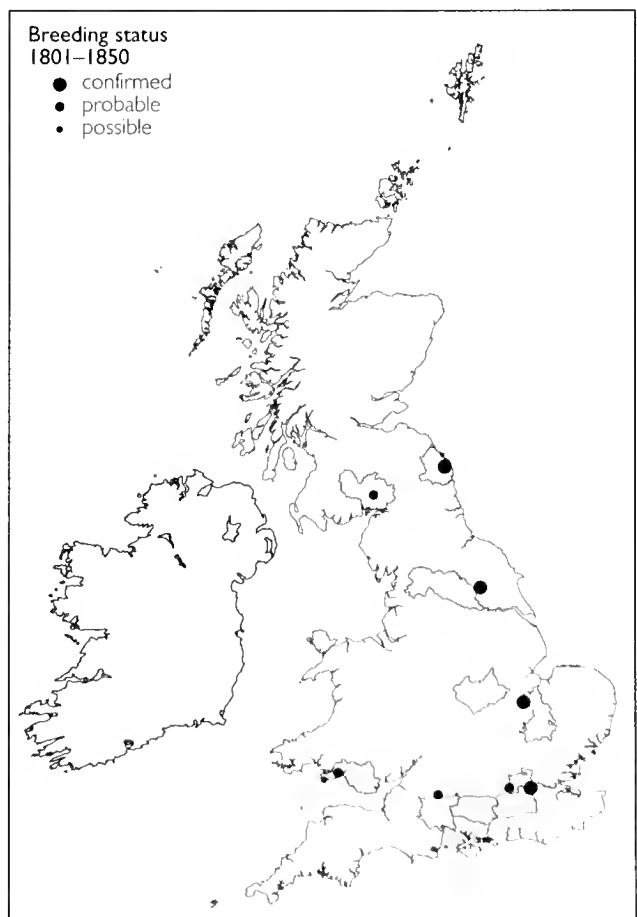 Breeding status
1801–1850
confirmed
probable
possible